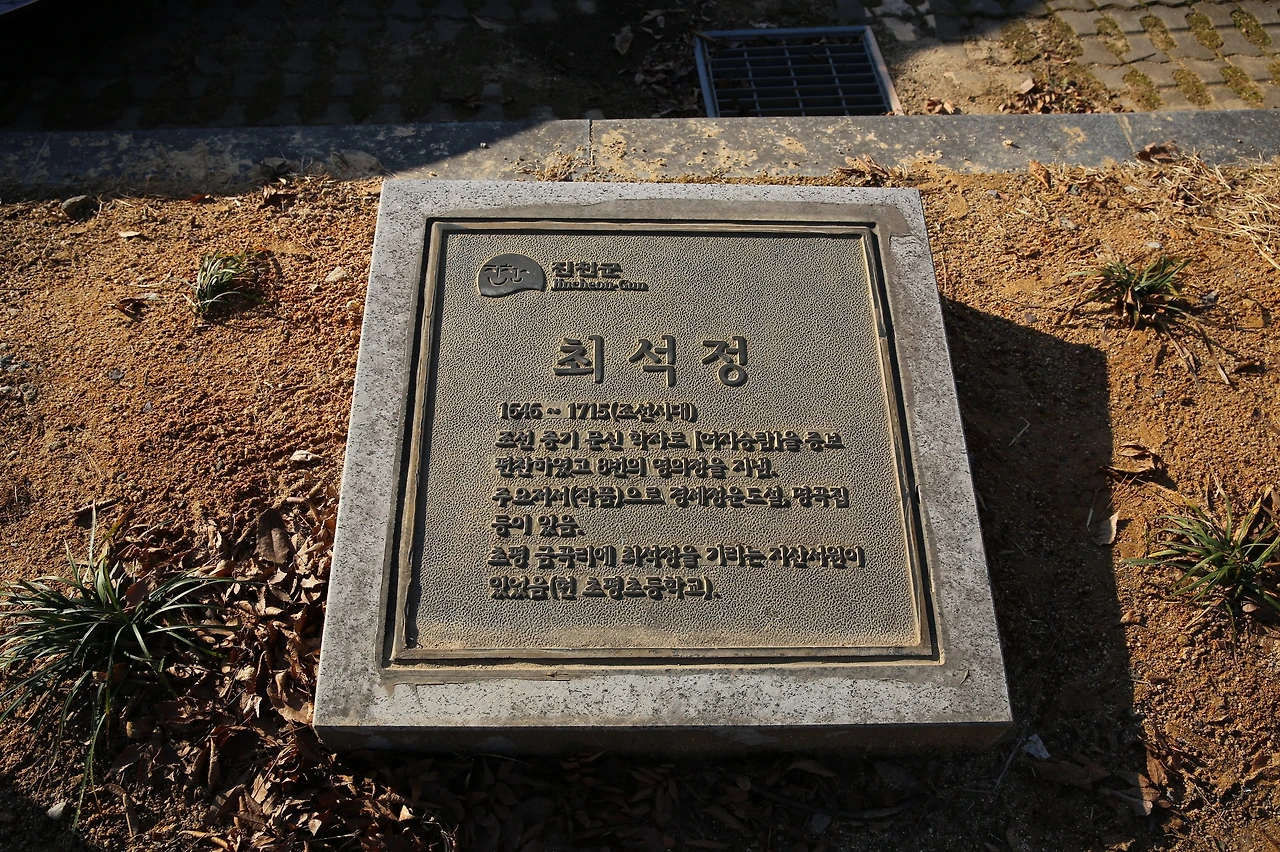 진천
진천군
Jincheon-Gun
최석정
1646 ~ 1715(조선시대)
조선 중기 문신 학자로 [여지승람]을 증보
편찬하였고 8번의 영의정을 지냄.
주요저서(작품)으로 경세정운도설, 명곡집
등이 있음.
초평 금곡리에 최석정을 기리는 지산서원이
있었음(현 초평초등학교).